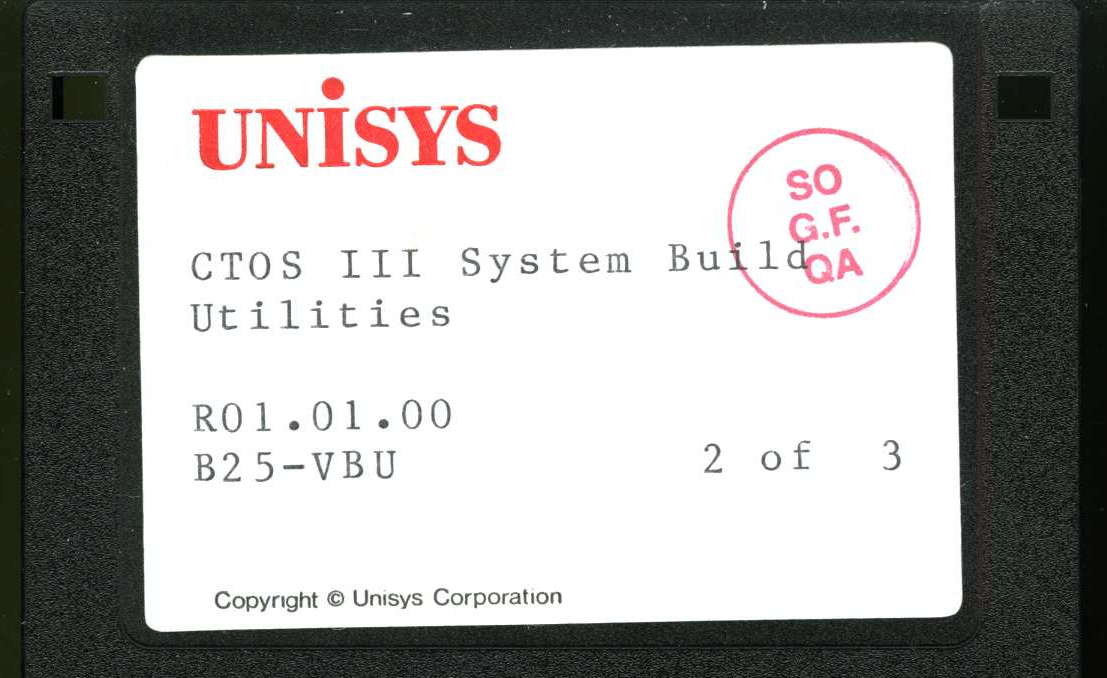 UNiSYS
SO
G.F.
QA
CTOS III System Build
Utilities
R01.01.00
B25-VBU 2 of 3
Copyright © Unisys Corporation